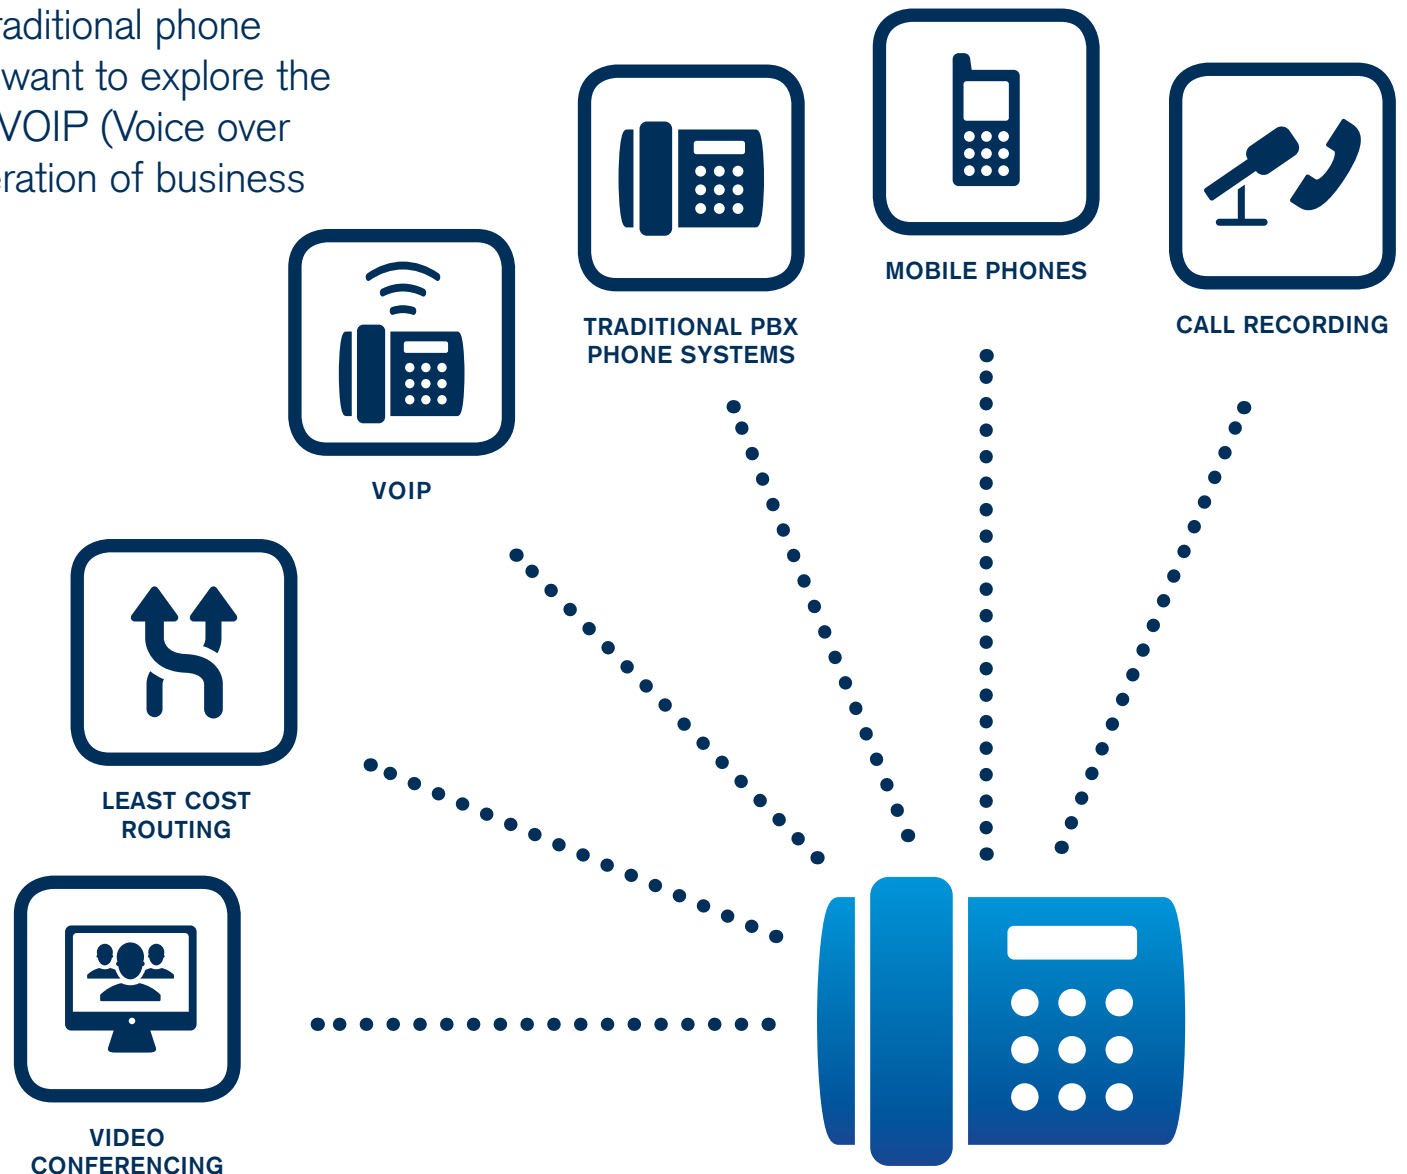 raditional phone
want to explore the
VOIP (Voice over
eration of business
MOBILE PHONES
TRADITIONAL PBX
PHONE SYSTEMS
CALL RECORDING
VOIP
LEAST COST
ROUTING
VIDEO
CONFERENCING